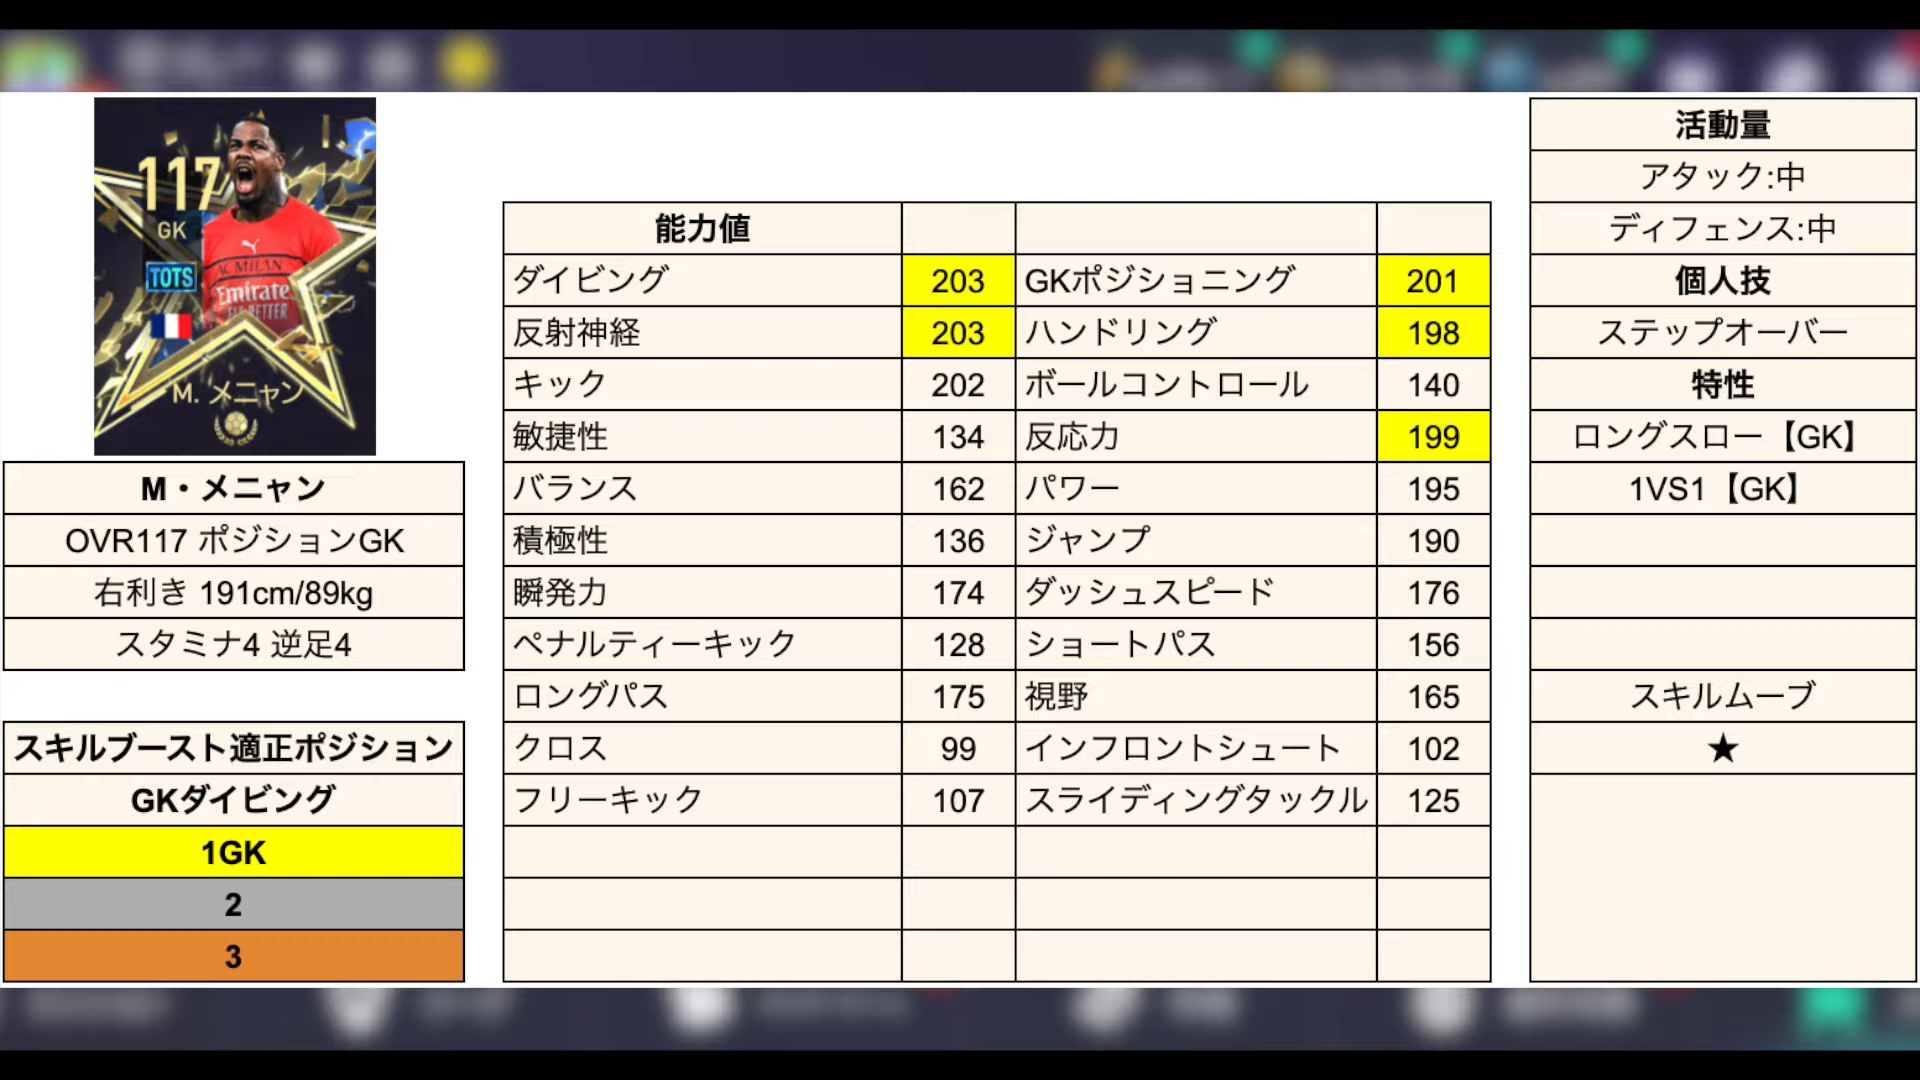 117
GK
TOTS
AC MILAN
Emirates
FLY BETTER
M. メニャン
M・メニャン
OVR117 ポジションGK
右利き 191cm/89kg
スタミナ4 逆足4
スキルブースト適正ポジション
GKダイビング
1GK
2
3
能力値
ダイビング 203 GKポジショニング 201
反射神経 203 ハンドリング 198
キック 202 ボールコントロール 140
敏捷性 134 反応力 199
バランス 162 パワー 195
積極性 136 ジャンプ 190
瞬発力 174 ダッシュスピード 176
ペナルティーキック 128 ショートパス 156
ロングパス 175 視野 165
クロス 99 インフロントシュート 102
フリーキック 107 スライディングタックル 125
活動量
アタック:中
ディフェンス:中
個人技
ステップオーバー
特性
ロングスロー【GK】
1VS1【GK】
スキルムーブ
★